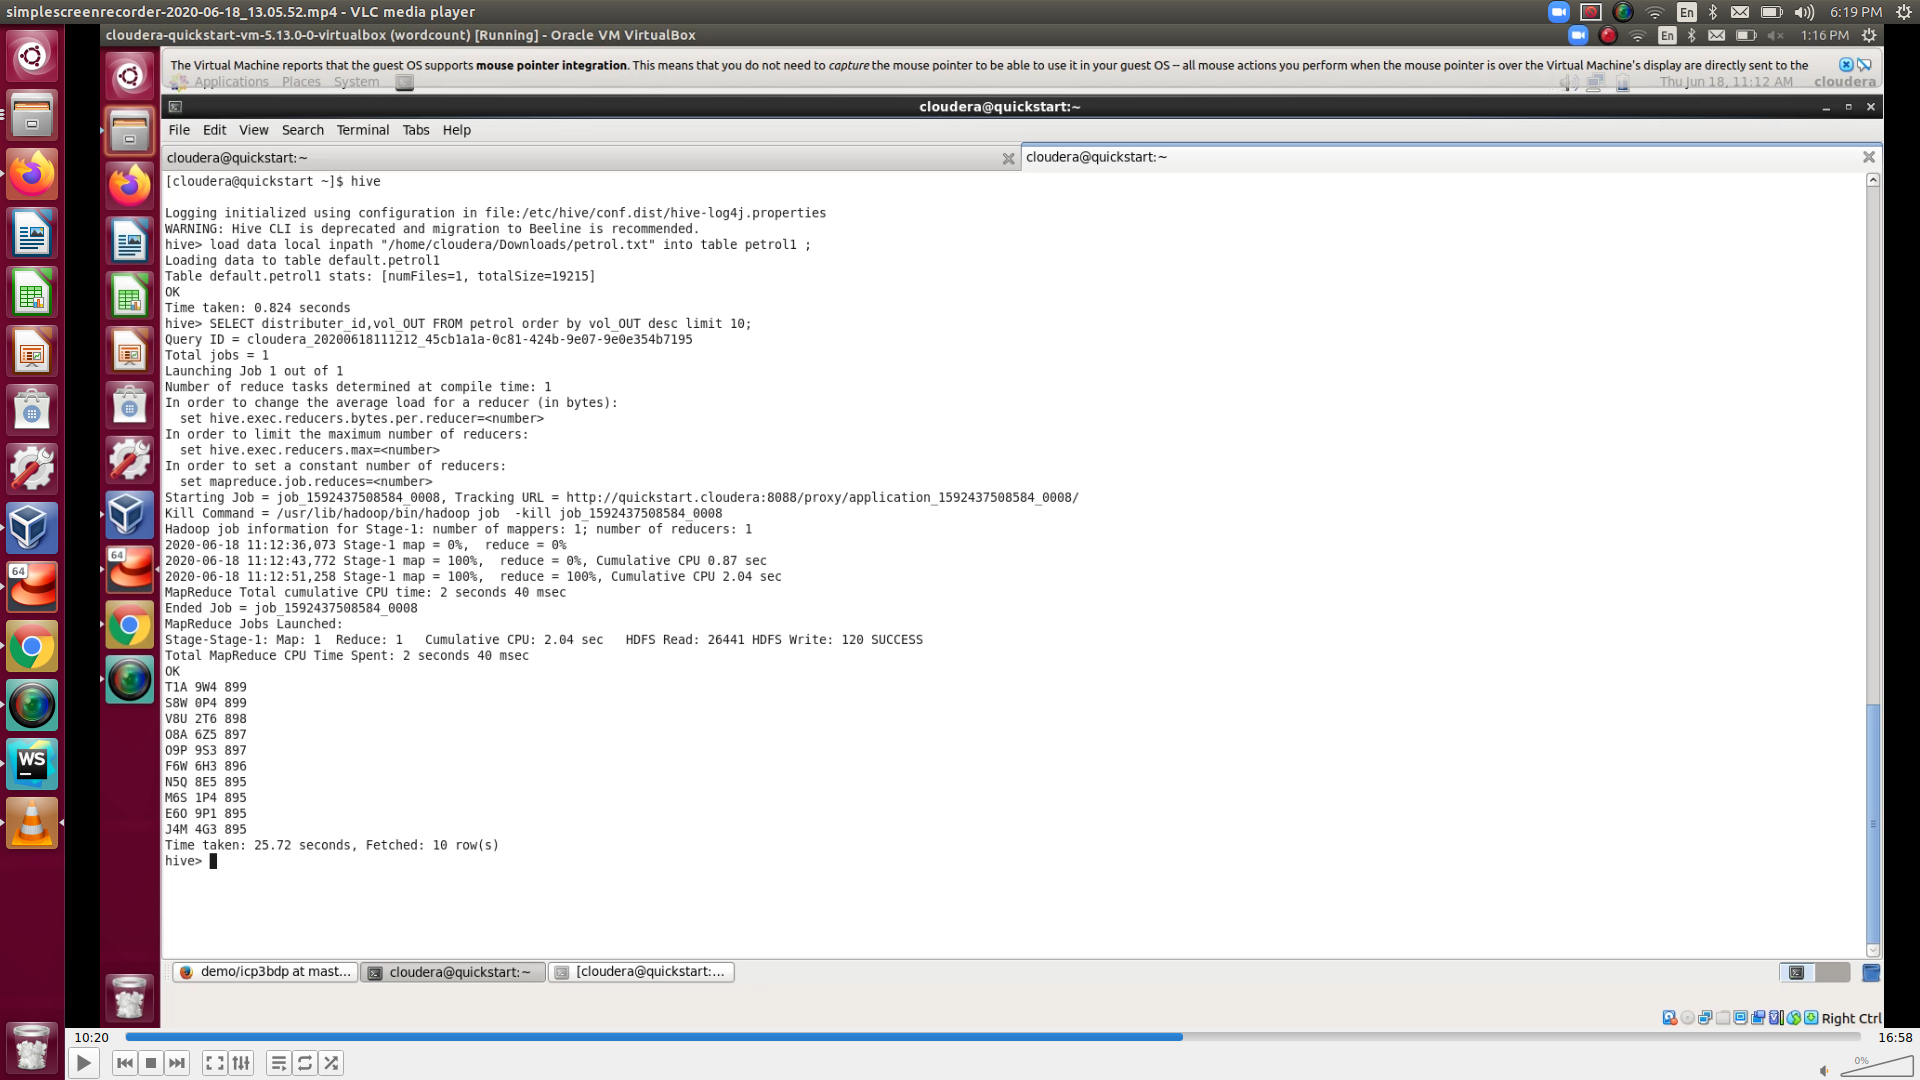 simplescreenrecorder-2020-06-18_13.05.52.mp4 - VLC media player
En
6:19 PM
cloudera-quickstart-vm-5.13.0-0-virtualbox (wordcount) [Running] - Oracle VM VirtualBox
En
1:16 PM
The Virtual Machine reports that the guest OS supports mouse pointer integration. This means that you do not need to capture the mouse pointer to be able to use it in your guest OS -- all mouse actions you perform when the mouse pointer is over the Virtual Machine's display are directly sent to the
Applications Places System
Thu Jun 18, 11:12 AM cloudera
cloudera@quickstart:~
File Edit View Search Terminal Tabs Help
cloudera@quickstart:~
cloudera@quickstart:~
[cloudera@quickstart ~]$ hive
Logging initialized using configuration in file:/etc/hive/conf.dist/hive-log4j.properties
WARNING: Hive CLI is deprecated and migration to Beeline is recommended.
hive> load data local inpath "/home/cloudera/Downloads/petrol.txt" into table petrol1 ;
Loading data to table default.petrol1
Table default.petrol1 stats: [numFiles=1, totalSize=19215]
OK
Time taken: 0.824 seconds
hive> SELECT distributer_id,vol_OUT FROM petrol order by vol_OUT desc limit 10;
Query ID = cloudera_20200618111212_45cb1a1a-0c81-424b-9e07-9e0e354b7195
Total jobs = 1
Launching Job 1 out of 1
Number of reduce tasks determined at compile time: 1
In order to change the average load for a reducer (in bytes):
set hive.exec.reducers.bytes.per.reducer=<number>
In order to limit the maximum number of reducers:
set hive.exec.reducers.max=<number>
In order to set a constant number of reducers:
set mapreduce.job.reduces=<number>
Starting Job = job_1592437508584_0008, Tracking URL = http://quickstart.cloudera:8088/proxy/application_1592437508584_0008/
Kill Command = /usr/lib/hadoop/bin/hadoop job  -kill job_1592437508584_0008
Hadoop job information for Stage-1: number of mappers: 1; number of reducers: 1
2020-06-18 11:12:36,073 Stage-1 map = 0%,  reduce = 0%
2020-06-18 11:12:43,772 Stage-1 map = 100%,  reduce = 0%, Cumulative CPU 0.87 sec
2020-06-18 11:12:51,258 Stage-1 map = 100%,  reduce = 100%, Cumulative CPU 2.04 sec
MapReduce Total cumulative CPU time: 2 seconds 40 msec
Ended Job = job_1592437508584_0008
MapReduce Jobs Launched:
Stage-Stage-1: Map: 1  Reduce: 1   Cumulative CPU: 2.04 sec   HDFS Read: 26441 HDFS Write: 120 SUCCESS
Total MapReduce CPU Time Spent: 2 seconds 40 msec
OK
T1A 9W4 899
S8W 0P4 899
V8U 2T6 898
O8A 6Z5 897
O9P 9S3 897
F6W 6H3 896
N5Q 8E5 895
M6S 1P4 895
E6O 9P1 895
J4M 4G3 895
Time taken: 25.72 seconds, Fetched: 10 row(s)
hive>
64
64
WS
demo/icp3bdp at mast...
cloudera@quickstart:~
[cloudera@quickstart:...
Right Ctrl
10:20
16:58
0%